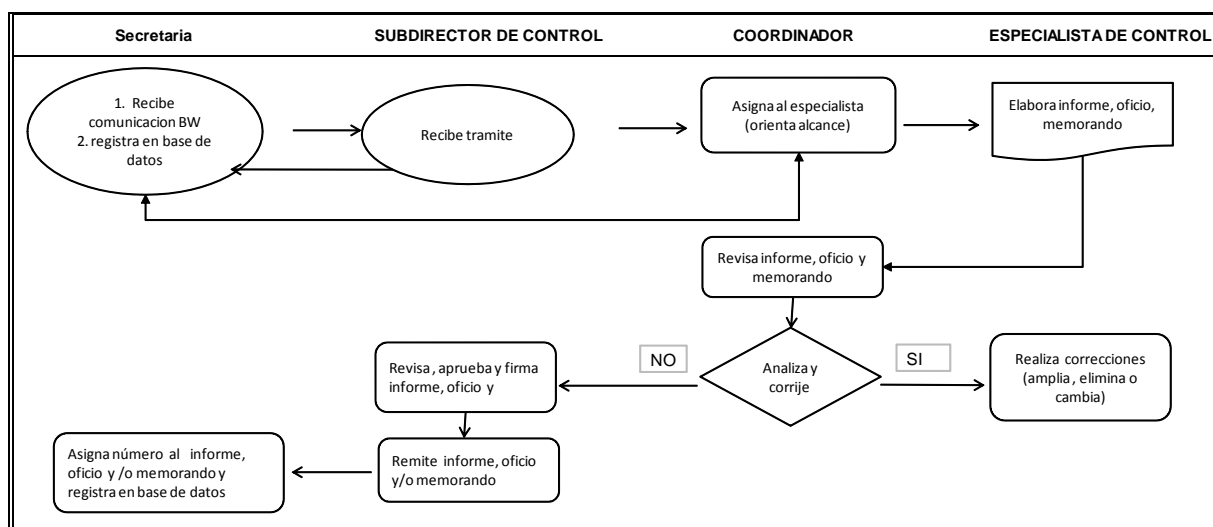 Secretaria
SUBDIRECTOR DE CONTROL
COORDINADOR
ESPECIALISTA DE CONTROL
1. Recibe
comunicacion BW
2. registra en base de
datos
Recibe tramite
Asigna al especialista
(orienta alcance)
Elabora informe, oficio,
memorando
Revisa informe, oficio y
memorando
Revisa , aprueba y firma
informe, oficio y
NO
Analiza y
corrije
SI
Realiza correcciones
(amplia , elimina o
cambia)
Asigna número al informe,
oficio y /o memorando y
registra en base de datos
Remite informe, oficio
y/o memorando